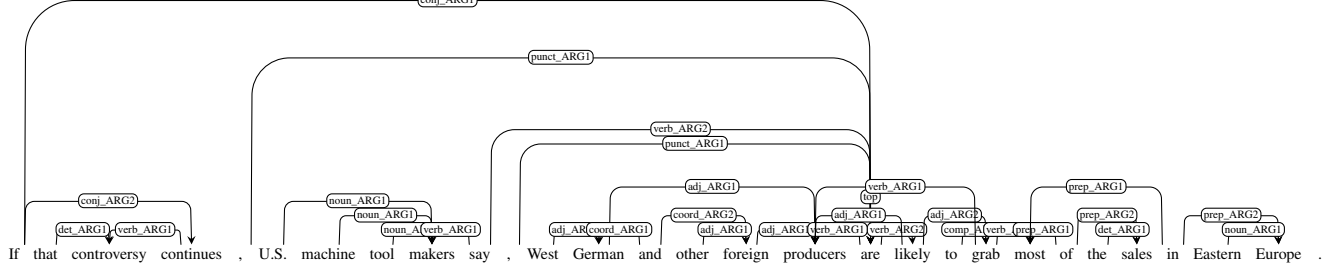 conj_ARG1
punct_ARG1
verb_ARG2
punct_ARG1
adj_ARG1 verb_ARG1 prep_ARG1
top
conj_ARG2 noun_ARG1
noun_ARG1 coord_ARG2 adj_ARG1 adj_ARG2 prep_ARG2 prep_ARG2
det_ARG1 verb_ARG1 verb_ARG1 coord_ARG1 adj_ARG1 verb_ARG1 verb_ARG2 prep_ARG1 det_ARG1 noun_ARG1
If that controversy continues , U.S. machine tool makers say , West German and other foreign producers are likely to grab most of the sales in Eastern Europe .